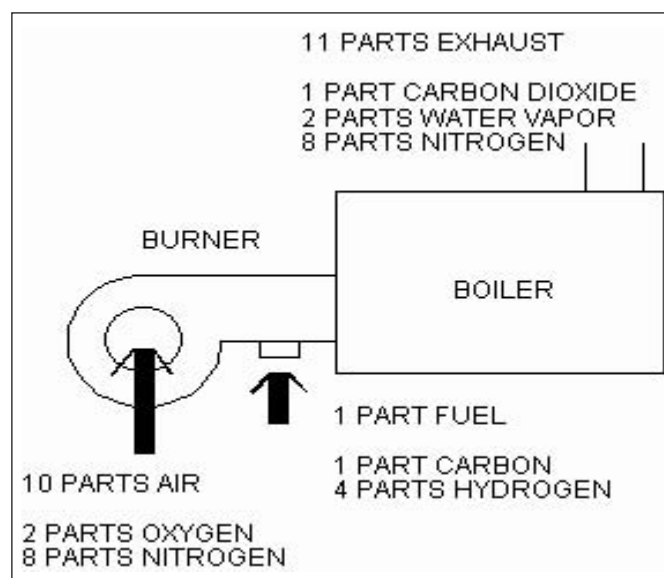 11 PARTS EXHAUST
1 PART CARBON DIOXIDE
2 PARTS WATER VAPOR
8 PARTS NITROGEN
BURNER
BOILER
1 PART FUEL
1 PART CARBON
4 PARTS HYDROGEN
10 PARTS AIR
2 PARTS OXYGEN
8 PARTS NITROGEN